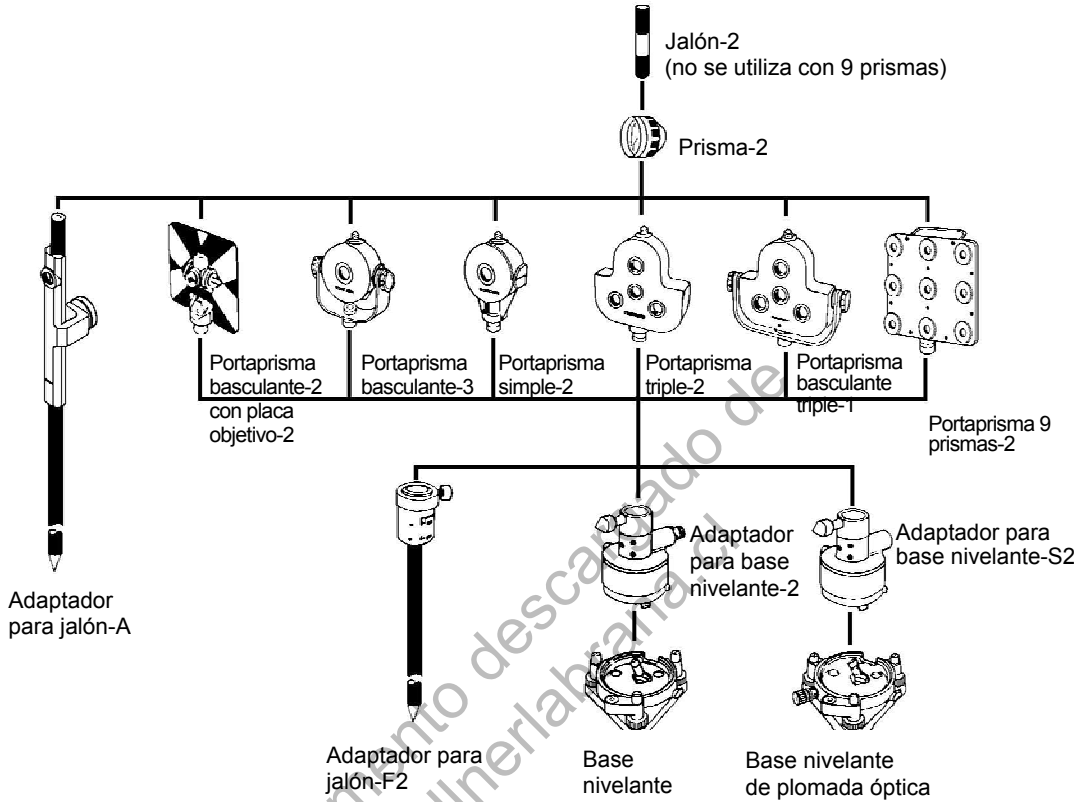 Jalón-2
(no se utiliza con 9 prismas)
Prisma-2
Portaprisma
basculante-2
con placa
objetivo-2
Portaprisma
basculante-3
Portaprisma
simple-2
Portaprisma
triple-2
Portaprisma
basculante
triple-1
Portaprisma 9
prismas-2
Adaptador
para jalón-A
Adaptador
para base
nivelante-2
Adaptador para
base nivelante-S2
Adaptador para
jalón-F2
Base
nivelante
Base nivelante
de plomada óptica
descargado de